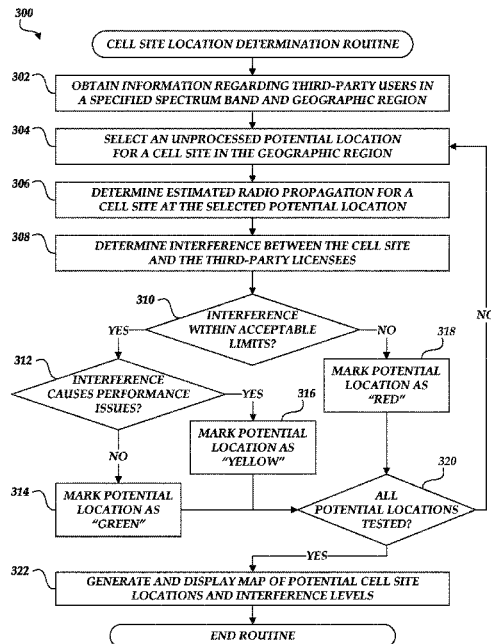 300
CELL SITE LOCATION DETERMINATION ROUTINE
302
OBTAIN INFORMATION REGARDING THIRD-PARTY USERS IN
A SPECIFIED SPECTRUM BAND AND GEOGRAPHIC REGION
304
SELECT AN UNPROCESSED POTENTIAL LOCATION
FOR A CELL SITE IN THE GEOGRAPHIC REGION
306
DETERMINE ESTIMATED RADIO PROPAGATION FOR A
CELL SITE AT THE SELECTED POTENTIAL LOCATION
308
DETERMINE INTERFERENCE BETWEEN THE CELL SITE
AND THE THIRD-PARTY LICENSEES
310
INTERFERENCE
WITHIN ACCEPTABLE
LIMITS?
YES
NO
312
INTERFERENCE
CAUSES PERFORMANCE
ISSUES?
YES
NO
314
MARK POTENTIAL
LOCATION AS
"GREEN"
316
MARK POTENTIAL
LOCATION AS
"YELLOW"
318
MARK POTENTIAL
LOCATION AS
"RED"
320
ALL
POTENTIAL LOCATIONS
TESTED?
NO
YES
322
GENERATE AND DISPLAY MAP OF POTENTIAL CELL SITE
LOCATIONS AND INTERFERENCE LEVELS
END ROUTINE